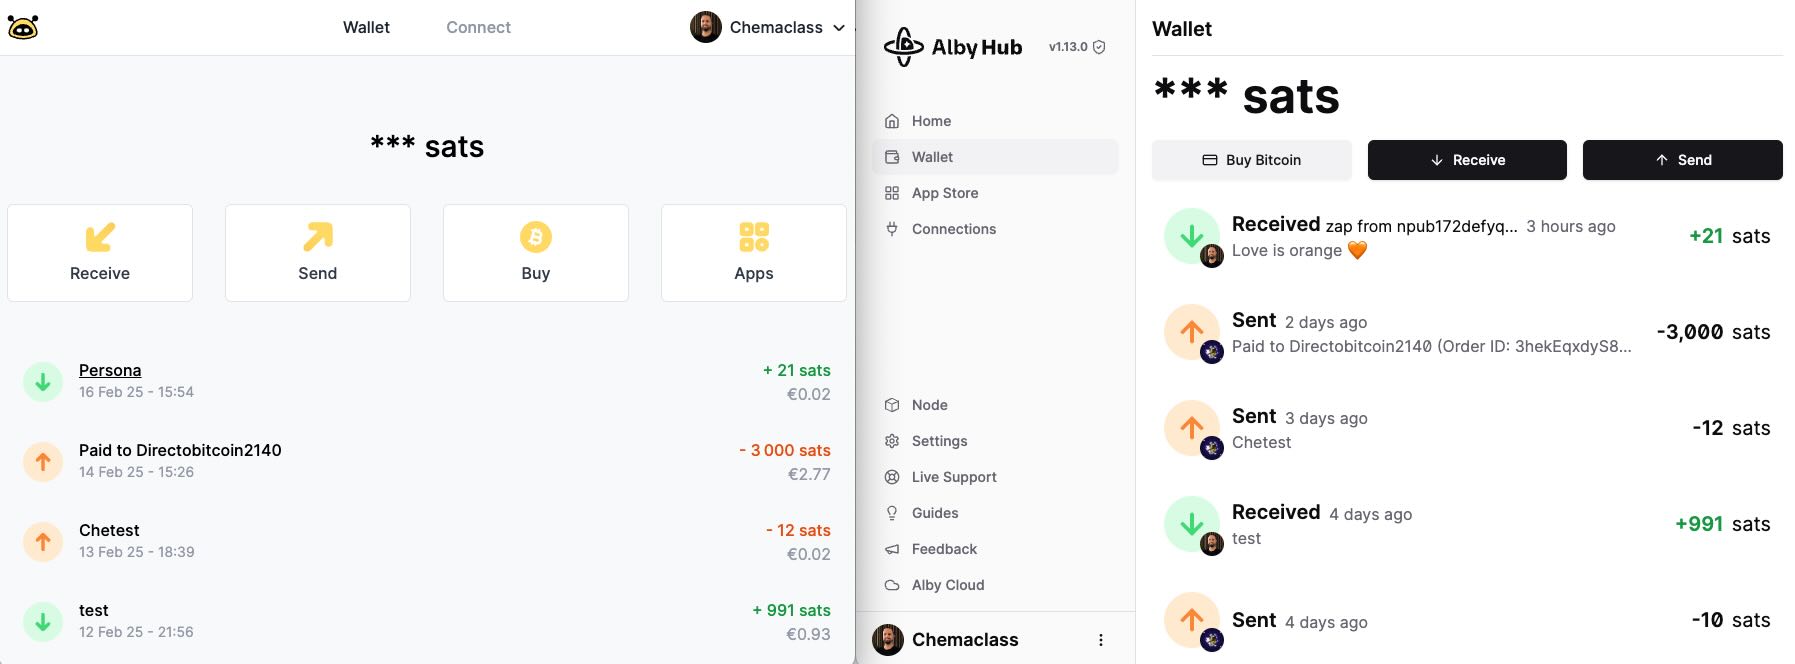 Wallet
Connect
Chemaclass
*** sats
Receive
Send
Buy
Apps
Persona
16 Feb 25 - 15:54
+ 21 sats
€0.02
Paid to Directobitcoin2140
14 Feb 25 - 15:26
- 3 000 sats
€2.77
Chetest
13 Feb 25 - 18:39
- 12 sats
€0.02
test
12 Feb 25 - 21:56
+ 991 sats
€0.93
Alby Hub
v1.13.0
Home
Wallet
App Store
Connections
Node
Settings
Live Support
Guides
Feedback
Alby Cloud
Chemaclass
Wallet
*** sats
Buy Bitcoin
Receive
Send
Received zap from npub172defyq... 3 hours ago
Love is orange 🧡
+21 sats
Sent 2 days ago
Paid to Directobitcoin2140 (Order ID: 3hekEqxdyS8...
-3,000 sats
Sent 3 days ago
Chetest
-12 sats
Received 4 days ago
test
+991 sats
Sent 4 days ago
-10 sats